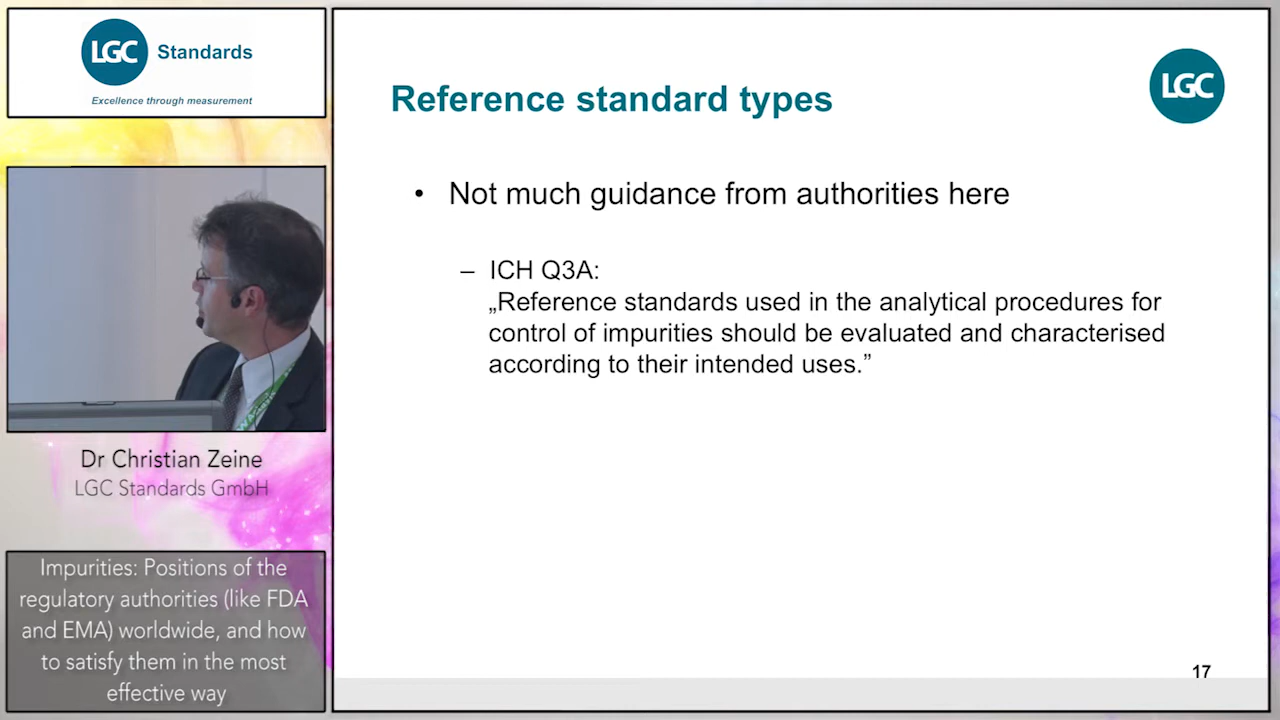 LGC Standards
Excellence through measurement
Dr Christian Zeine
LGC Standards GmbH
Impurities: Positions of the
regulatory authorities (like FDA
and EMA) worldwide, and how
to satisfy them in the most
effective way
Reference standard types
LGC
• Not much guidance from authorities here
– ICH Q3A:
„Reference standards used in the analytical procedures for
control of impurities should be evaluated and characterised
according to their intended uses.”
17